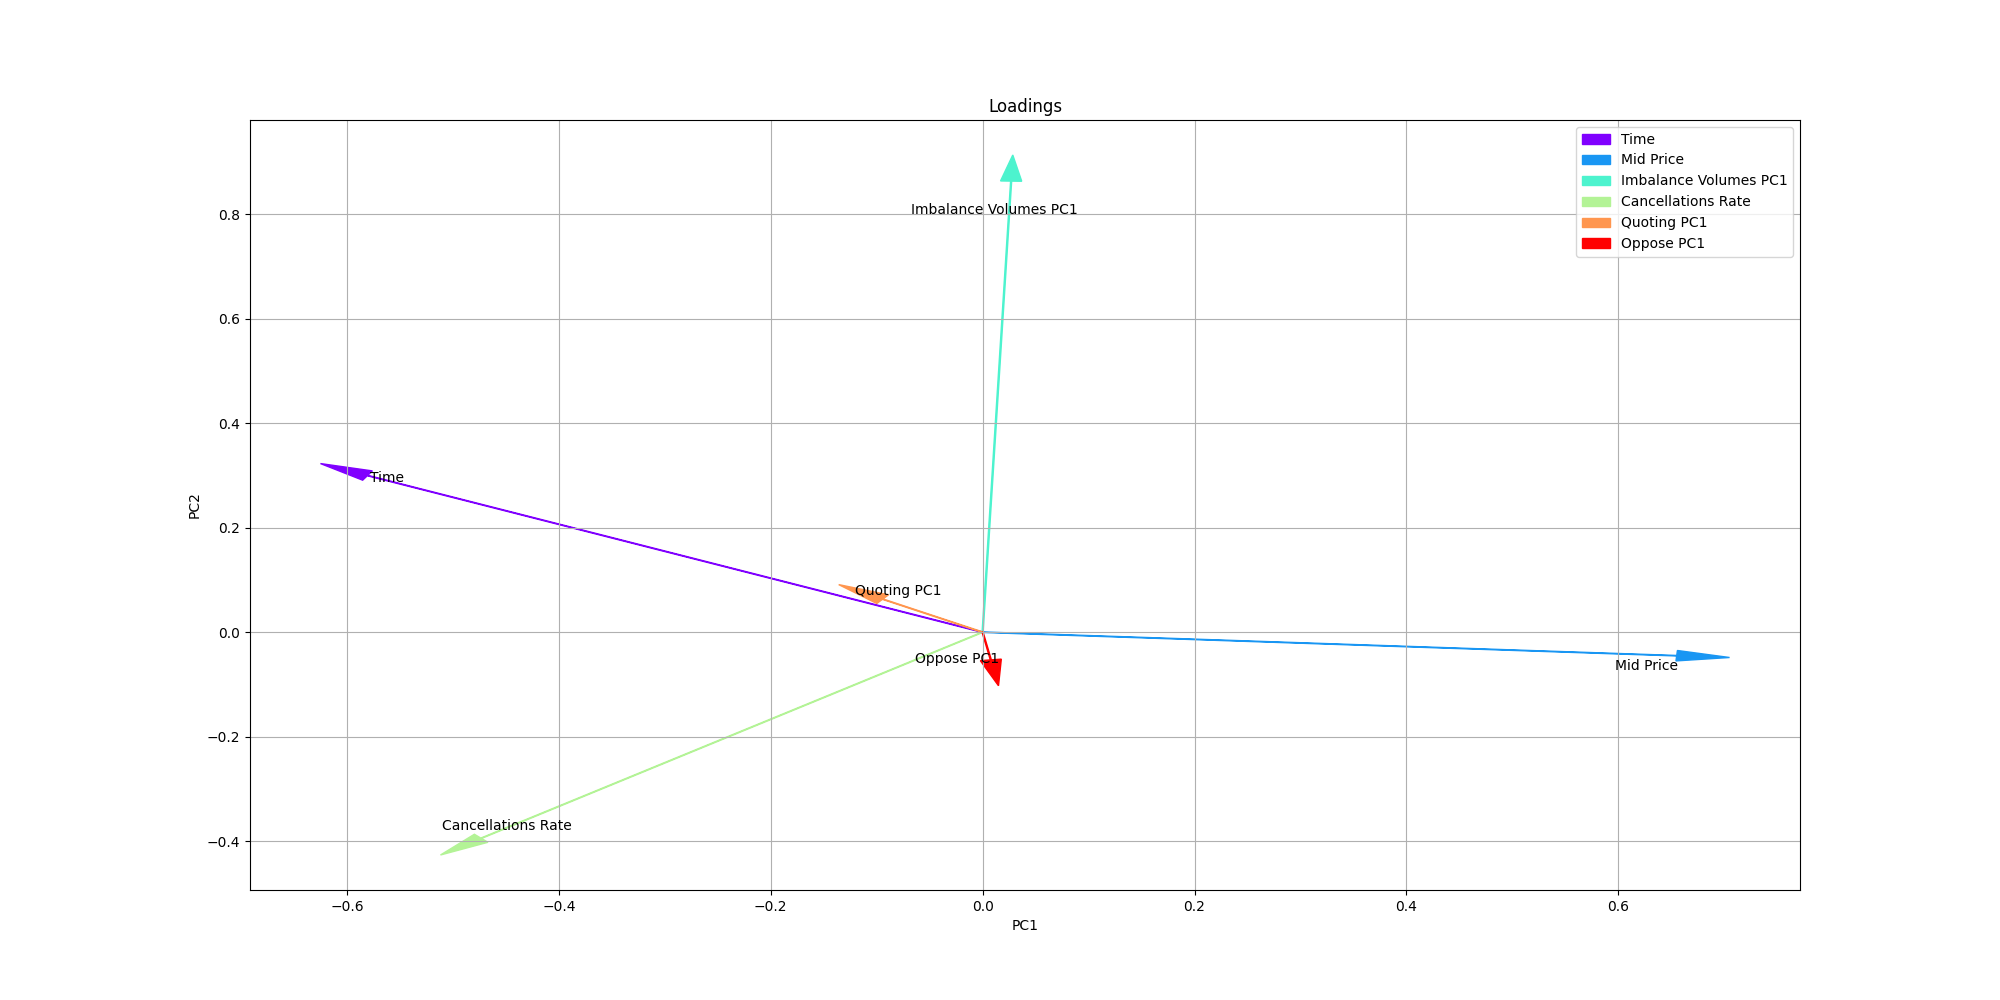 Loadings
Time
Mid Price
Imbalance Volumes PC1
Cancellations Rate
Quoting PC1
Oppose PC1
Imbalance Volumes PC1
Time
Quoting PC1
Oppose PC1
Mid Price
Cancellations Rate
PC2
0.8
0.6
0.4
0.2
0.0
−0.2
−0.4
−0.6
−0.4
−0.2
0.0
0.2
0.4
0.6
PC1